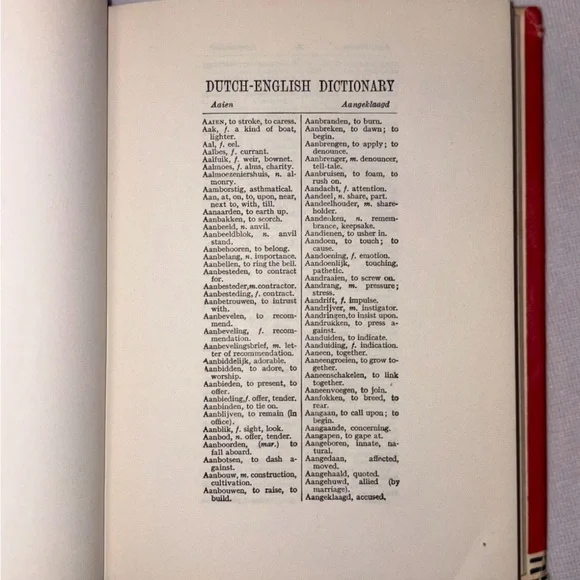 DUTCH-ENGLISH DICTIONARY
Aaien Aangeklaagd
AAIEN, to stroke, to caress.
Aak, f. a kind of boat,
lighter.
Aal, f. eel.
Aalbes, f. currant.
Aalfuik, f. weir, bownet.
Aalmoes, f. alms, charity.
Aalmoezeniershuis, n. al-
monry.
Aamborstig, asthmatical.
Aan, at, on, to, upon, near,
next to, with, till.
Aanaarden, to earth up.
Aanbakken, to scorch.
Aanbeeld, n. anvil.
Aanbeeldblok, n. anvil
stand.
Aanbehooren, to belong.
Aanbelang, n. importance.
Aanbellen, to ring the bell.
Aanbesteden, to contract
for.
Aanbesteder, m. contractor.
Aanbesteding, f. contract.
Aanbetrouwen, to intrust
with.
Aanbevelen, to recom-
mend.
Aanbeveling, f. recom-
mendation.
Aanbevelingsbrief, m. let-
ter of recommendation.
Aanbiddelijk, adorable.
Aanbidden, to adore, to
worship.
Aanbieden, to present, to
offer.
Aanbieding, f. offer, tender.
Aanbinden, to tie on.
Aanblijven, to remain (in
office).
Aanblik, f. sight, look.
Aanbod, n. offer, tender.
Aanboorden, (mar.) to
fall aboard.
Aanbotsen, to dash a-
gainst.
Aanbouw, m. construction,
cultivation.
Aanbouwen, to raise, to
build.
Aanbranden, to burn.
Aanbreken, to dawn; to
begin.
Aanbrengen, to apply; to
denounce.
Aanbrenger, m. denouncer,
tell-tale.
Aanbruisen, to foam, to
rush on.
Aandacht, f. attention.
Aandeel, n. share, part.
Aandeelhouder, m. share-
holder.
Aandenken, n. remem-
brance, keepsake.
Aandienen, to usher in.
Aandoen, to touch; to
cause.
Aandoening, f. emotion.
Aandoenlijk, touching,
pathetic.
Aandraaien, to screw on.
Aandrang, m. pressure;
stress.
Aandrift, f. impulse.
Aandrijver, m. instigator.
Aandringen, to insist upon.
Aandrukken, to press a-
gainst.
Aanduiden, to indicate.
Aanduiding, f. indication.
Aaneen, together.
Aaneengroeien, to grow to-
gether.
Aaneenschakelen, to link
together.
Aaneenvoegen, to join.
Aanfokken, to breed, to
rear.
Aangaan, to call upon; to
begin.
Aangaande, concerning.
Aangapen, to gape at.
Aangeboren, innate, na-
tural.
Aangedaan, affected,
moved.
Aangehaald, quoted.
Aangehuwd, allied (by
marriage).
Aangeklaagd, accused.